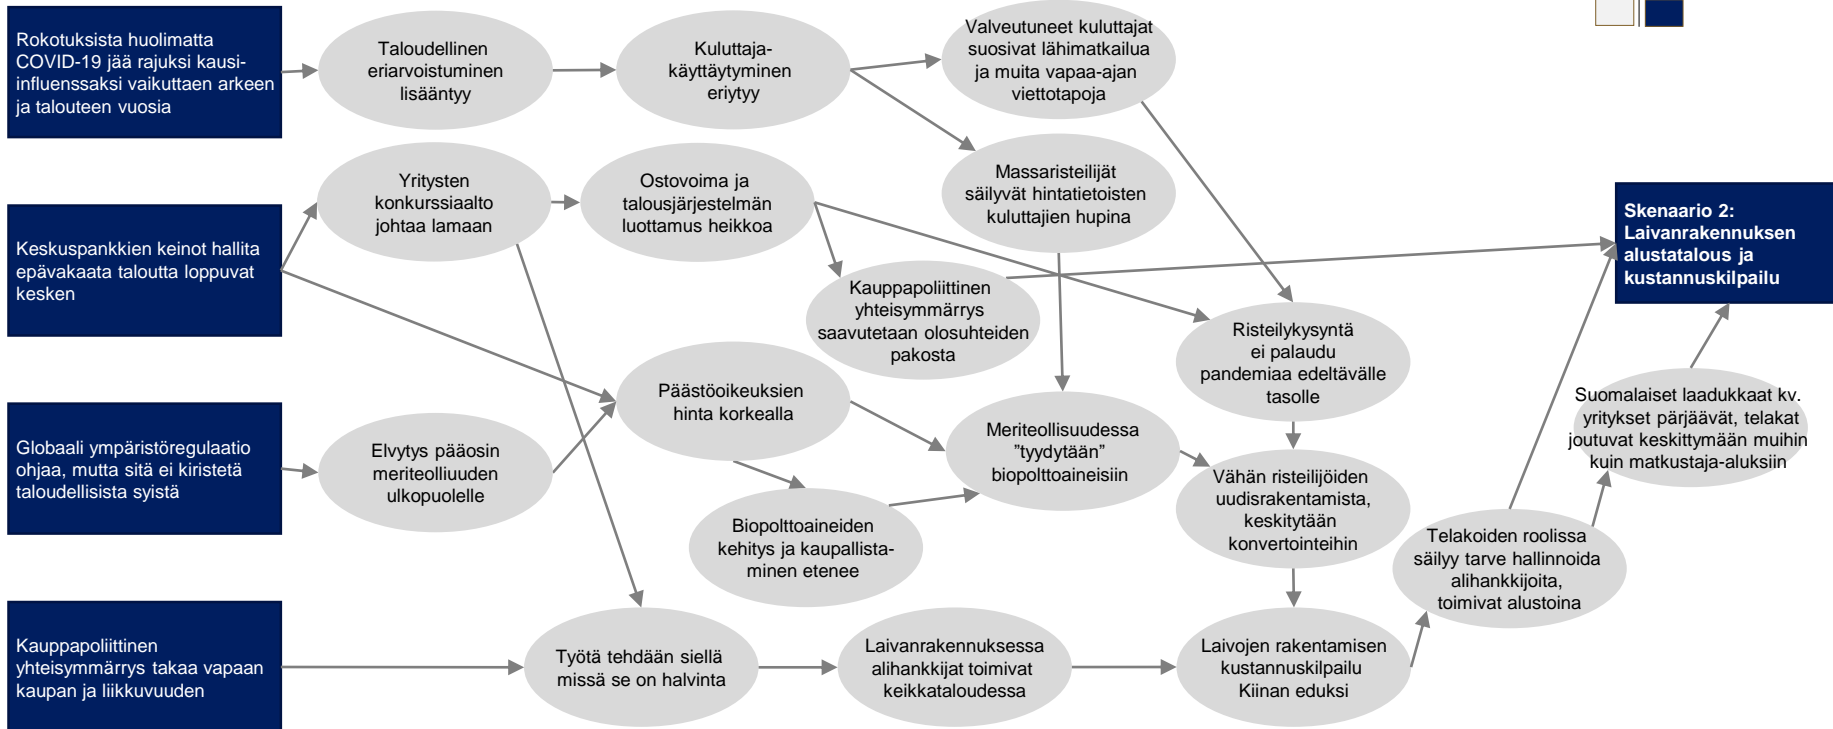 Rokotuksista huolimatta
COVID-19 jää rajuksi kausi-
influenssaksi vaikuttaen arkeen
ja talouteen vuosia
Taloudellinen
eriarvoistuminen
lisääntyy
Kuluttaja-
käyttäytyminen
eriytyy
Valveutuneet kuluttajat
suosivat lähimatkailua
ja muita vapaa-ajan
viettotapoja
Massaristeilijät
säilyvät hintatietoisten
kuluttajien hupina
Keskuspankkien keinot hallita
epävakaata taloutta loppuvat
kesken
Yritysten
konkurssiaalto
johtaa lamaan
Ostovoima ja
talousjärjestelmän
luottamus heikkoa
Kauppapoliittinen
yhteisymmärrys
saavutetaan olosuhteiden
pakosta
Risteilykysyntä
ei palaudu
pandemiaa edeltävälle
tasolle
Skenaario 2:
Laivanrakennuksen
alustatalous ja
kustannuskilpailu
Globaali ympäristöregulaatio
ohjaa, mutta sitä ei kiristetä
taloudellisista syistä
Elvytys pääosin
meriteolliuuden
ulkopuolelle
Päästöoikeuksien
hinta korkealla
Biopolttoaineiden
kehitys ja kaupallista-
minen etenee
Meriteollisuudessa
"tyydytään"
biopolttoaineisiin
Vähän risteilijöiden
uudisrakentamista,
keskitytään
konvertointeihin
Suomalaiset laadukkaat kv.
yritykset pärjäävät, telakat
joutuvat keskittymään muihin
kuin matkustaja-aluksiin
Telakoiden roolissa
säilyy tarve hallinnoida
alihankkijoita,
toimivat alustoina
Kauppapoliittinen
yhteisymmärrys takaa vapaan
kaupan ja liikkuvuuden
Työtä tehdään siellä
missä se on halvinta
Laivanrakennuksessa
alihankkijat toimivat
keikkataloudessa
Laivojen rakentamisen
kustannuskilpailu
Kiinan eduksi